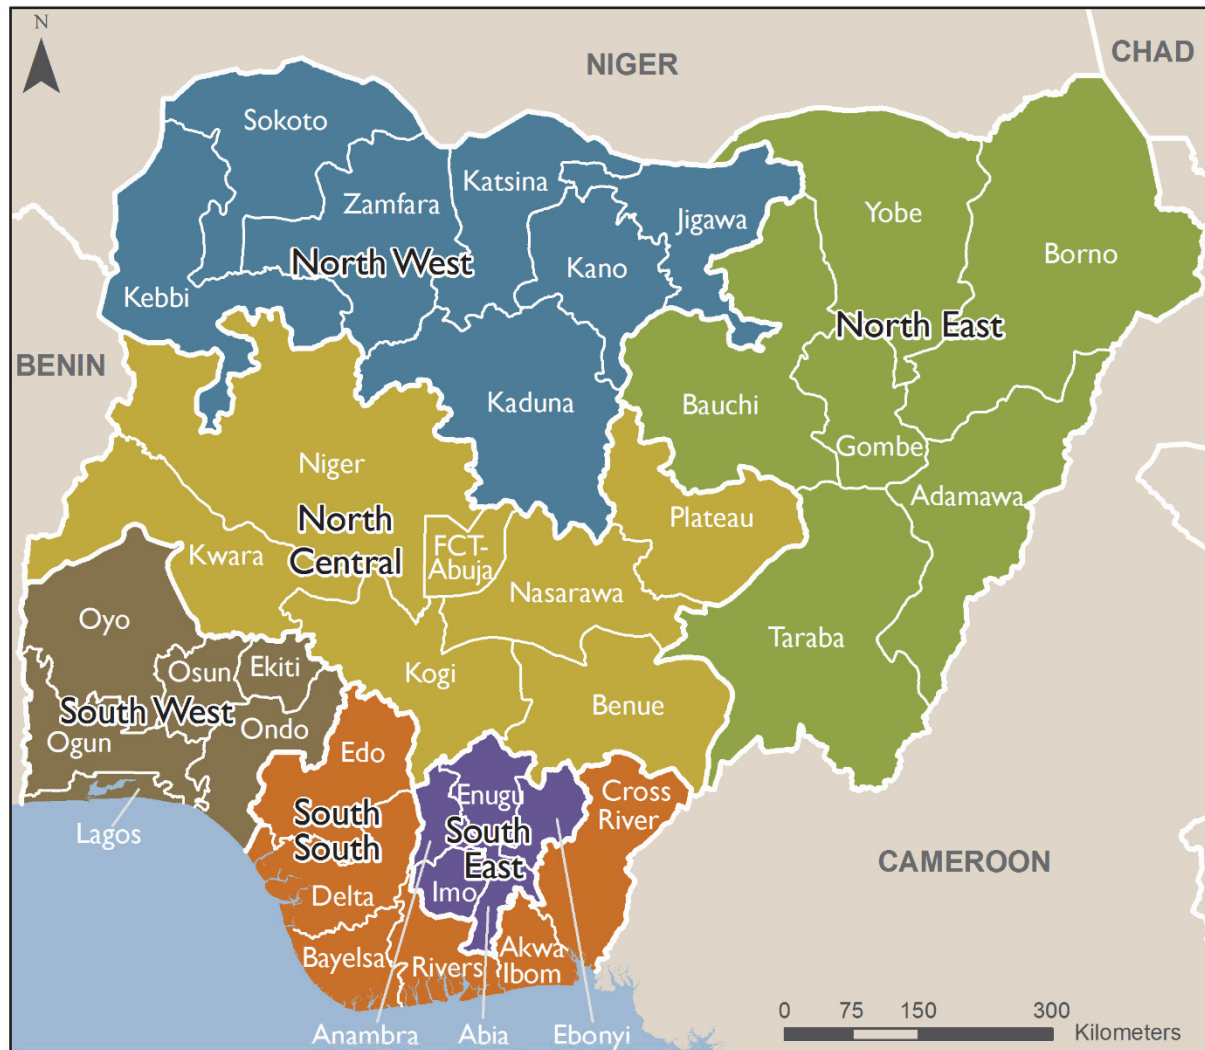 N
NIGER
CHAD
Sokoto
Katsina
Zamfara
Jigawa
Yobe
Kano
Borno
North West
Kebbi
North East
BENIN
Kaduna
Bauchi
Gombe
Niger
Adamawa
Plateau
North
Central
FCT-
Abuja
Kwara
Nasarawa
Oyo
Taraba
Osun
Ekiti
Kogi
Benue
South West
Ondo
Ogun
Edo
Enugu
Cross
River
South
South
South
East
Lagos
CAMEROON
Delta
Imo
Bayelsa
Rivers
Akwa
Ibom
Anambra
Abia
Ebonyi
0 75 150 300
Kilometers